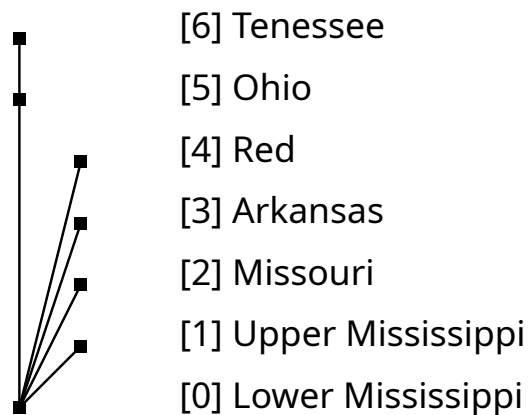 [6] Tenessee
[5] Ohio
[4] Red
[3] Arkansas
[2] Missouri
[1] Upper Mississippi
[0] Lower Mississippi